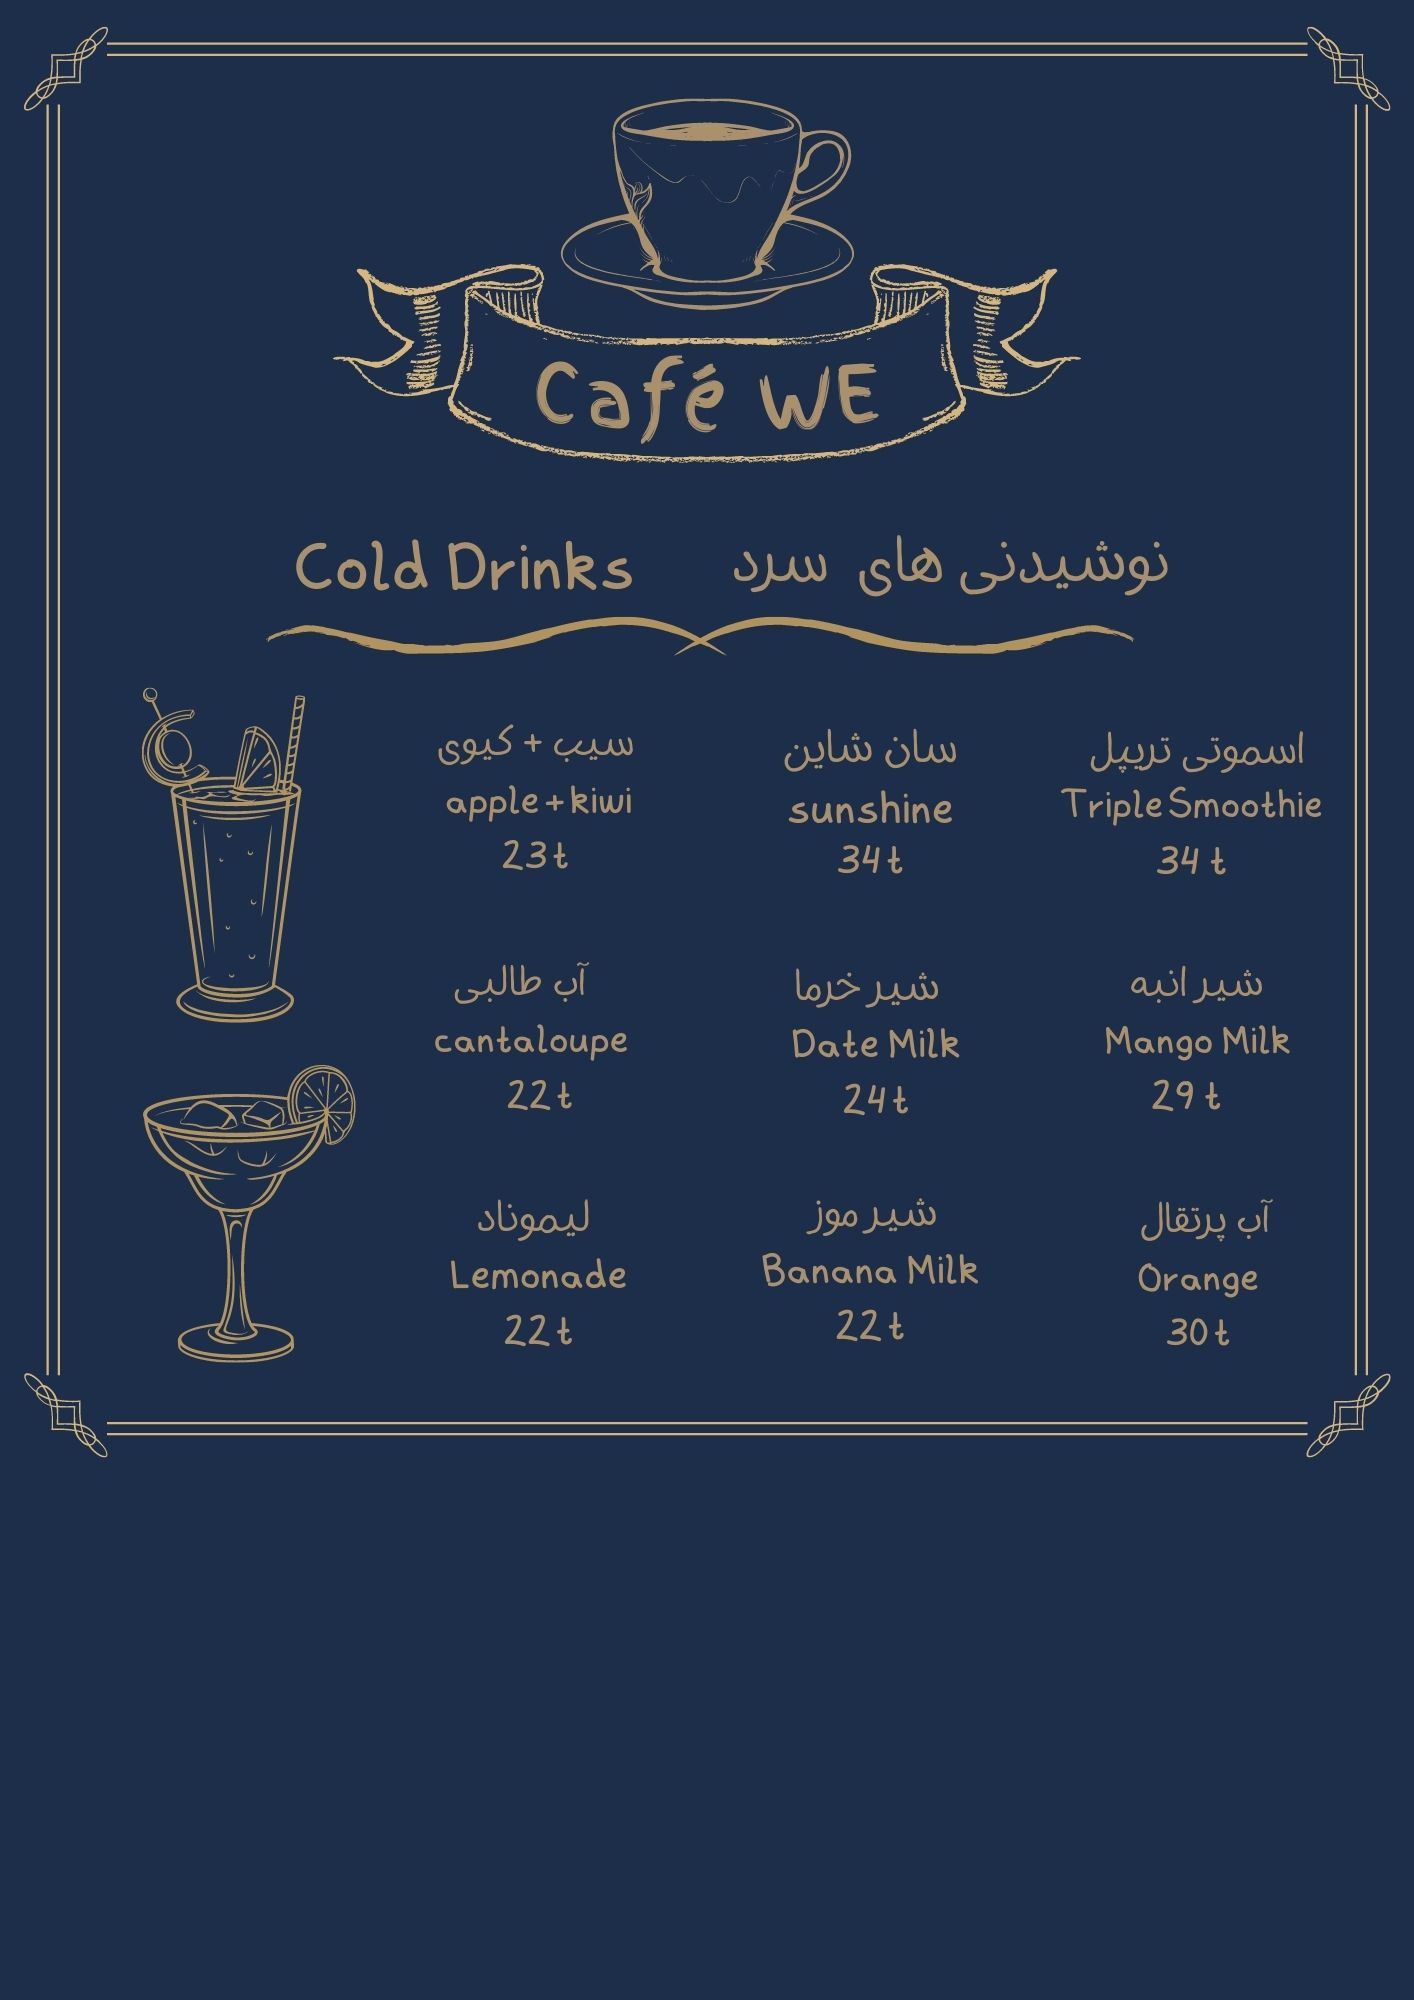 Café WE
Cold Drinks
نوشیدنی های سرد
سیب + کیوی
apple + kiwi
23 t
سان شاین
sunshine
34 t
اسموتی تریپل
Triple Smoothie
34 t
آب طالبی
cantaloupe
22 t
شیر خرما
Date Milk
24 t
شیر انبه
Mango Milk
29 t
لیموناد
Lemonade
22 t
شیر موز
Banana Milk
22 t
آب پرتقال
Orange
30 t